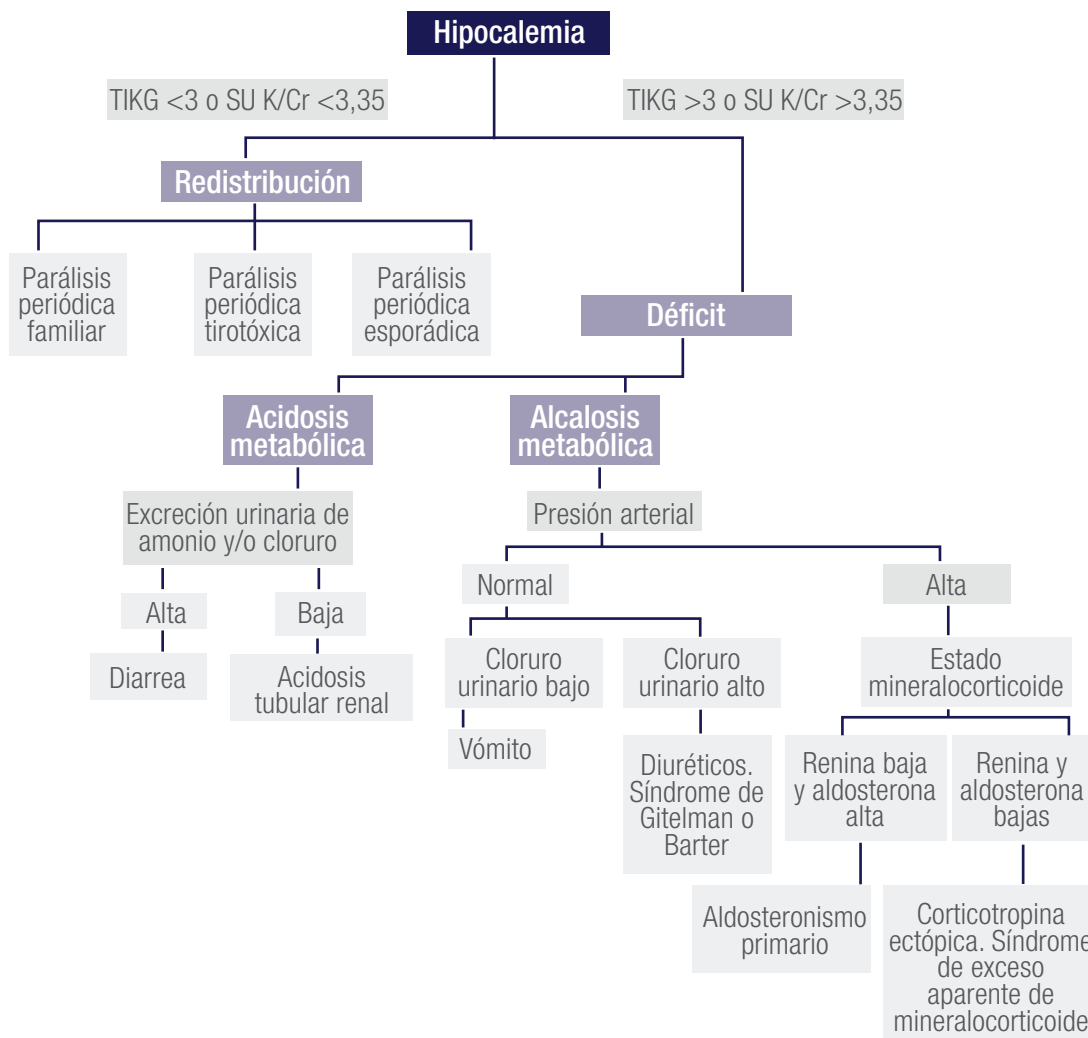 Hipocalemia
TIKG <3 o SU K/Cr <3,35
TIKG >3 o SU K/Cr >3,35
Redistribución
Parálisis
periódica
familiar
Parálisis
periódica
tirotóxica
Parálisis
periódica
esporádica
Déficit
Acidosis
metabólica
Alcalosis
metabólica
Excreción urinaria de
amonio y/o cloruro
Presión arterial
Alta
Baja
Normal
Alta
Diarrea
Acidosis
tubular renal
Cloruro
urinario bajo
Cloruro
urinario alto
Estado
mineralocorticoide
Vómito
Diuréticos.
Síndrome de
Gitelman o
Barter
Renina baja
y aldosterona
alta
Renina y
aldosterona
bajas
Aldosteronismo
primario
Corticotropina
ectópica. Síndrome
de exceso
aparente de
mineralocorticoide